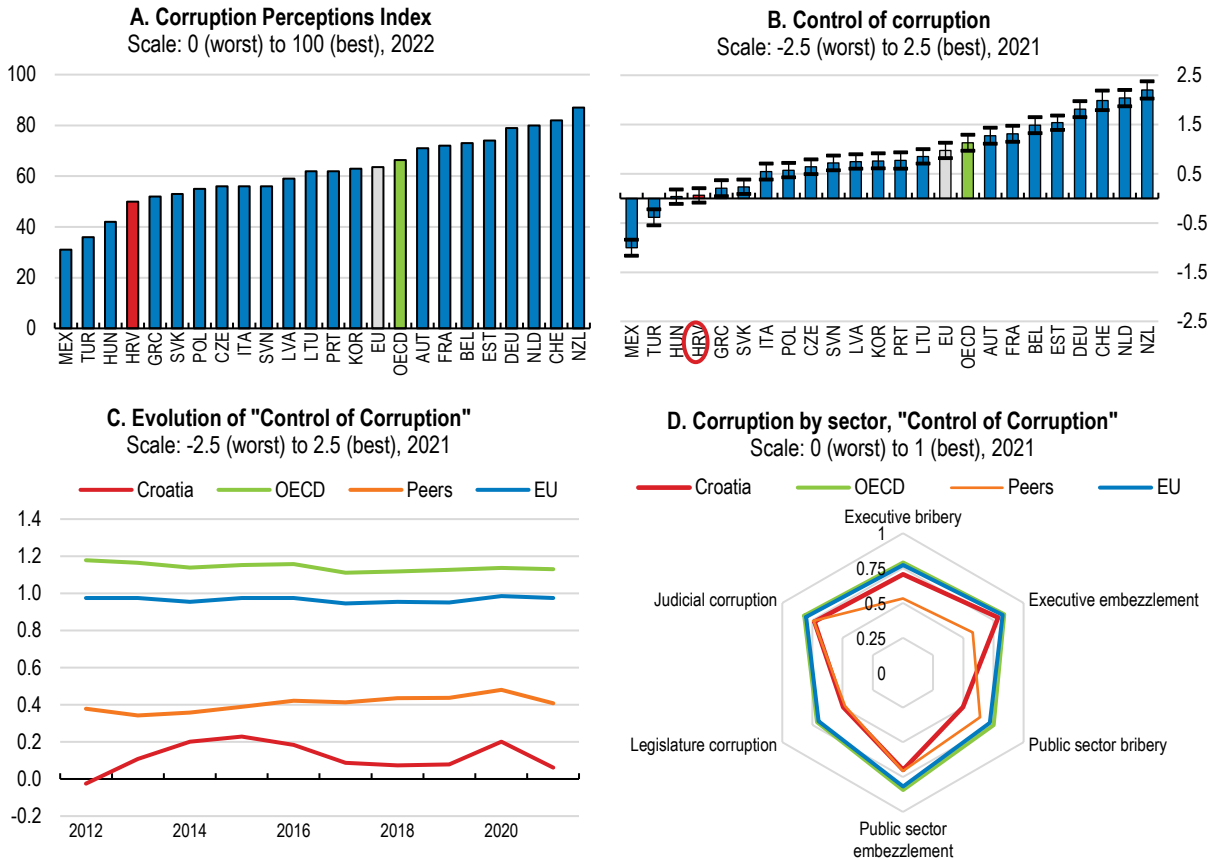 A. Corruption Perceptions Index
Scale: 0 (worst) to 100 (best), 2022
100
80
60
40
20
0
MEX
TUR
HUN
HRV
GRC
SVK
POL
CZE
ITA
SVN
LVA
LTU
PRT
KOR
EU
OECD
AUT
FRA
BEL
EST
DEU
NLD
CHE
NZL
B. Control of corruption
Scale: -2.5 (worst) to 2.5 (best), 2021
2.5
1.5
0.5
-0.5
-1.5
-2.5
MEX
TUR
HUN
HRV
GRC
SVK
ITA
POL
CZE
SVN
LVA
KOR
PRT
LTU
EU
OECD
AUT
FRA
BEL
EST
DEU
CHE
NLD
NZL
C. Evolution of "Control of Corruption"
Scale: -2.5 (worst) to 2.5 (best), 2021
Croatia OECD Peers EU
1.4
1.2
1.0
0.8
0.6
0.4
0.2
0.0
-0.2
2012 2014 2016 2018 2020
D. Corruption by sector, "Control of Corruption"
Scale: 0 (worst) to 1 (best), 2021
Croatia OECD Peers EU
Executive bribery
1
0.75
0.5
0.25
0
Executive embezzlement
Public sector bribery
Public sector
embezzlement
Legislature corruption
Judicial corruption